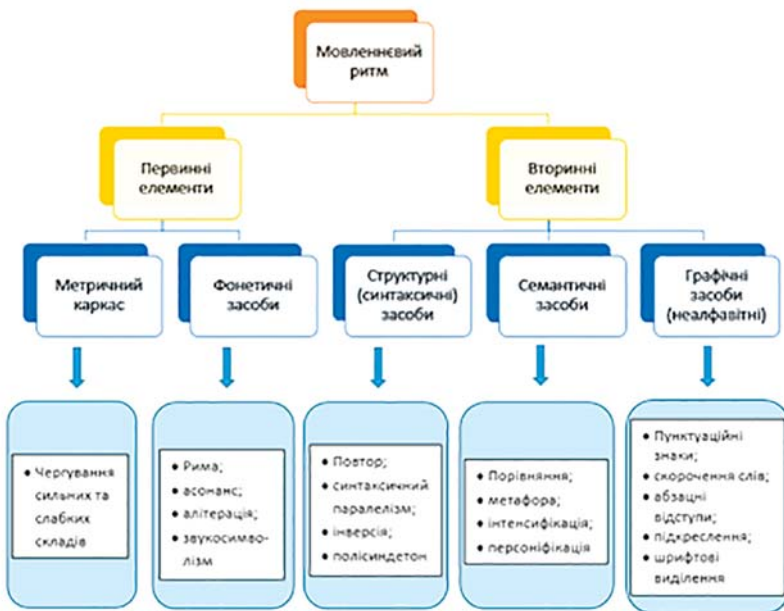 Мовленнєвий
ритм
Первинні
елементи
Вторинні
елементи
Метричний
каркас
Фонетичні
засоби
Структурні
(синтаксичні)
засоби
Семантичні
засоби
Графічні
засоби
(неалфавітні)
• Чергування
сильних та
слабких
складів
• Рима;
• асонанс;
• алітерація;
• звукосимво-
лізм
• Повтор;
• синтаксичний
паралелізм;
• інверсія;
• полісиндетон
• Порівняння;
• метафора;
• інтенсифікація;
• персоніфікація
• Пунктуаційні
знаки;
• скорочення слів;
• абзацні
відступи;
• підкреслення;
• шрифтові
виділення